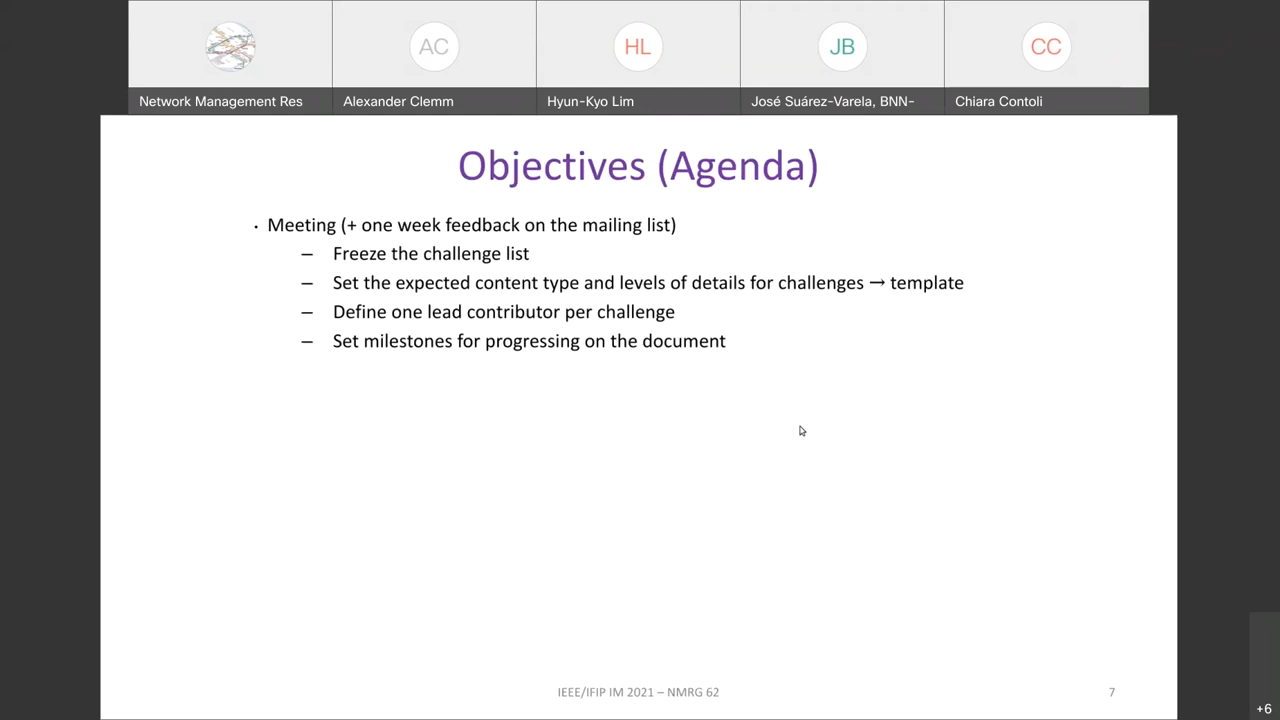 AC
HL
JB
CC
Network Management Res
Alexander Clemm
Hyun-Kyo Lim
José Suárez-Varela, BNN-
Chiara Contoli
Objectives (Agenda)
· Meeting (+ one week feedback on the mailing list)
– Freeze the challenge list
– Set the expected content type and levels of details for challenges → template
– Define one lead contributor per challenge
– Set milestones for progressing on the document
IEEE/IFIP IM 2021 – NMRG 62
7
+6